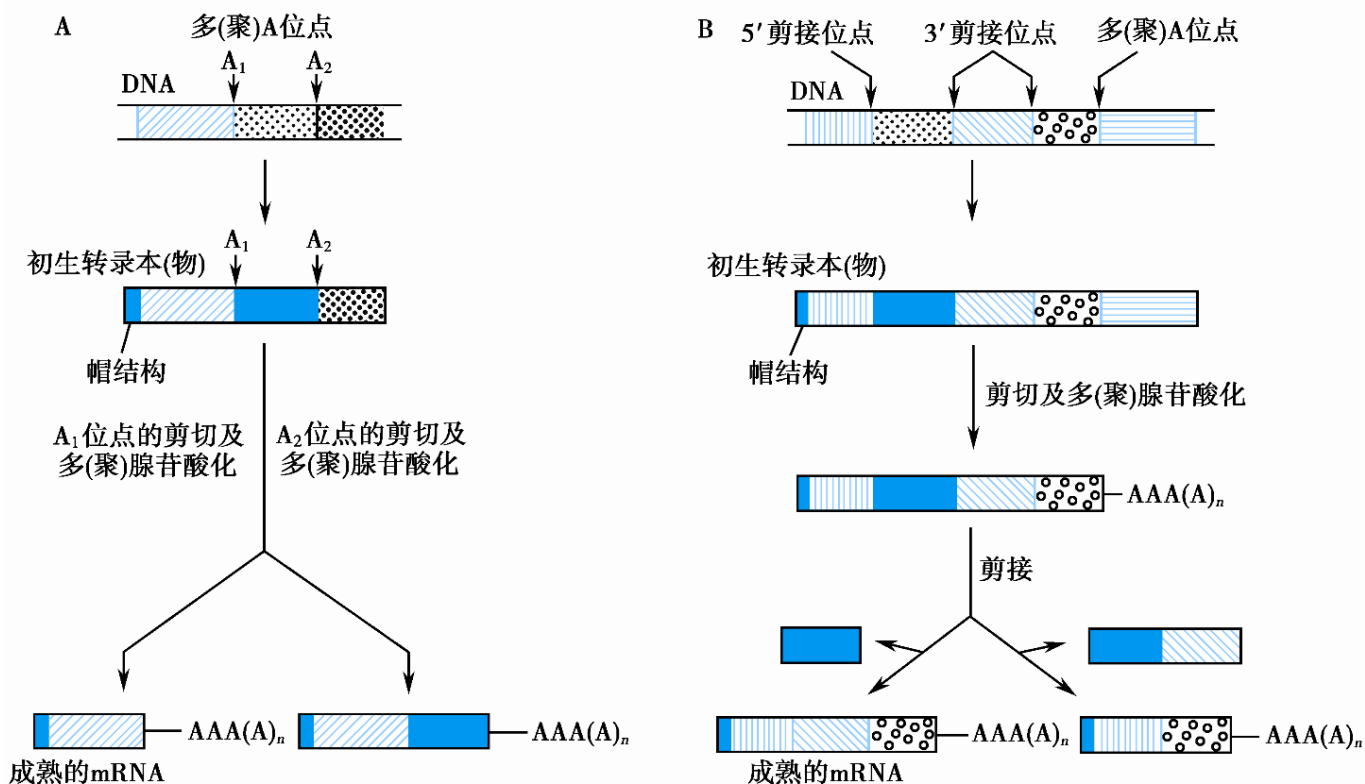 A
多(聚)A位点
A₁ A₂
DNA
A₁ A₂
初生转录本(物)
帽结构
A₁位点的剪切及
多(聚)腺苷酸化
A₂位点的剪切及
多(聚)腺苷酸化
AAA(A)ₙ
AAA(A)ₙ
成熟的mRNA
B
5′剪接位点 3′剪接位点 多(聚)A位点
DNA
初生转录本(物)
帽结构
剪切及多(聚)腺苷酸化
AAA(A)ₙ
剪接
AAA(A)ₙ
AAA(A)ₙ
成熟的mRNA